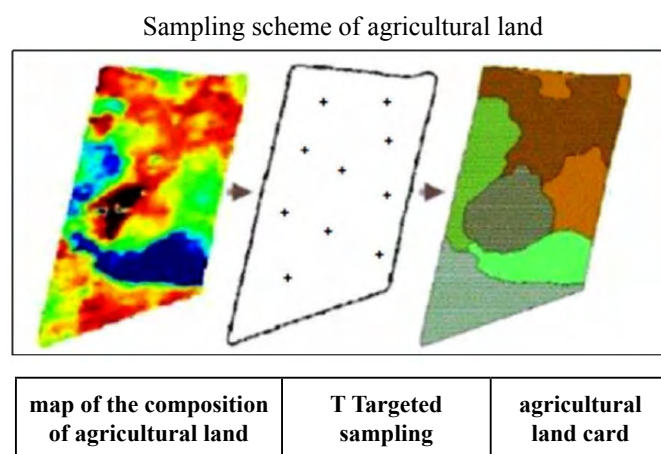 Sampling scheme of agricultural land
map of the composition
of agricultural land
T Targeted
sampling
agricultural
land card